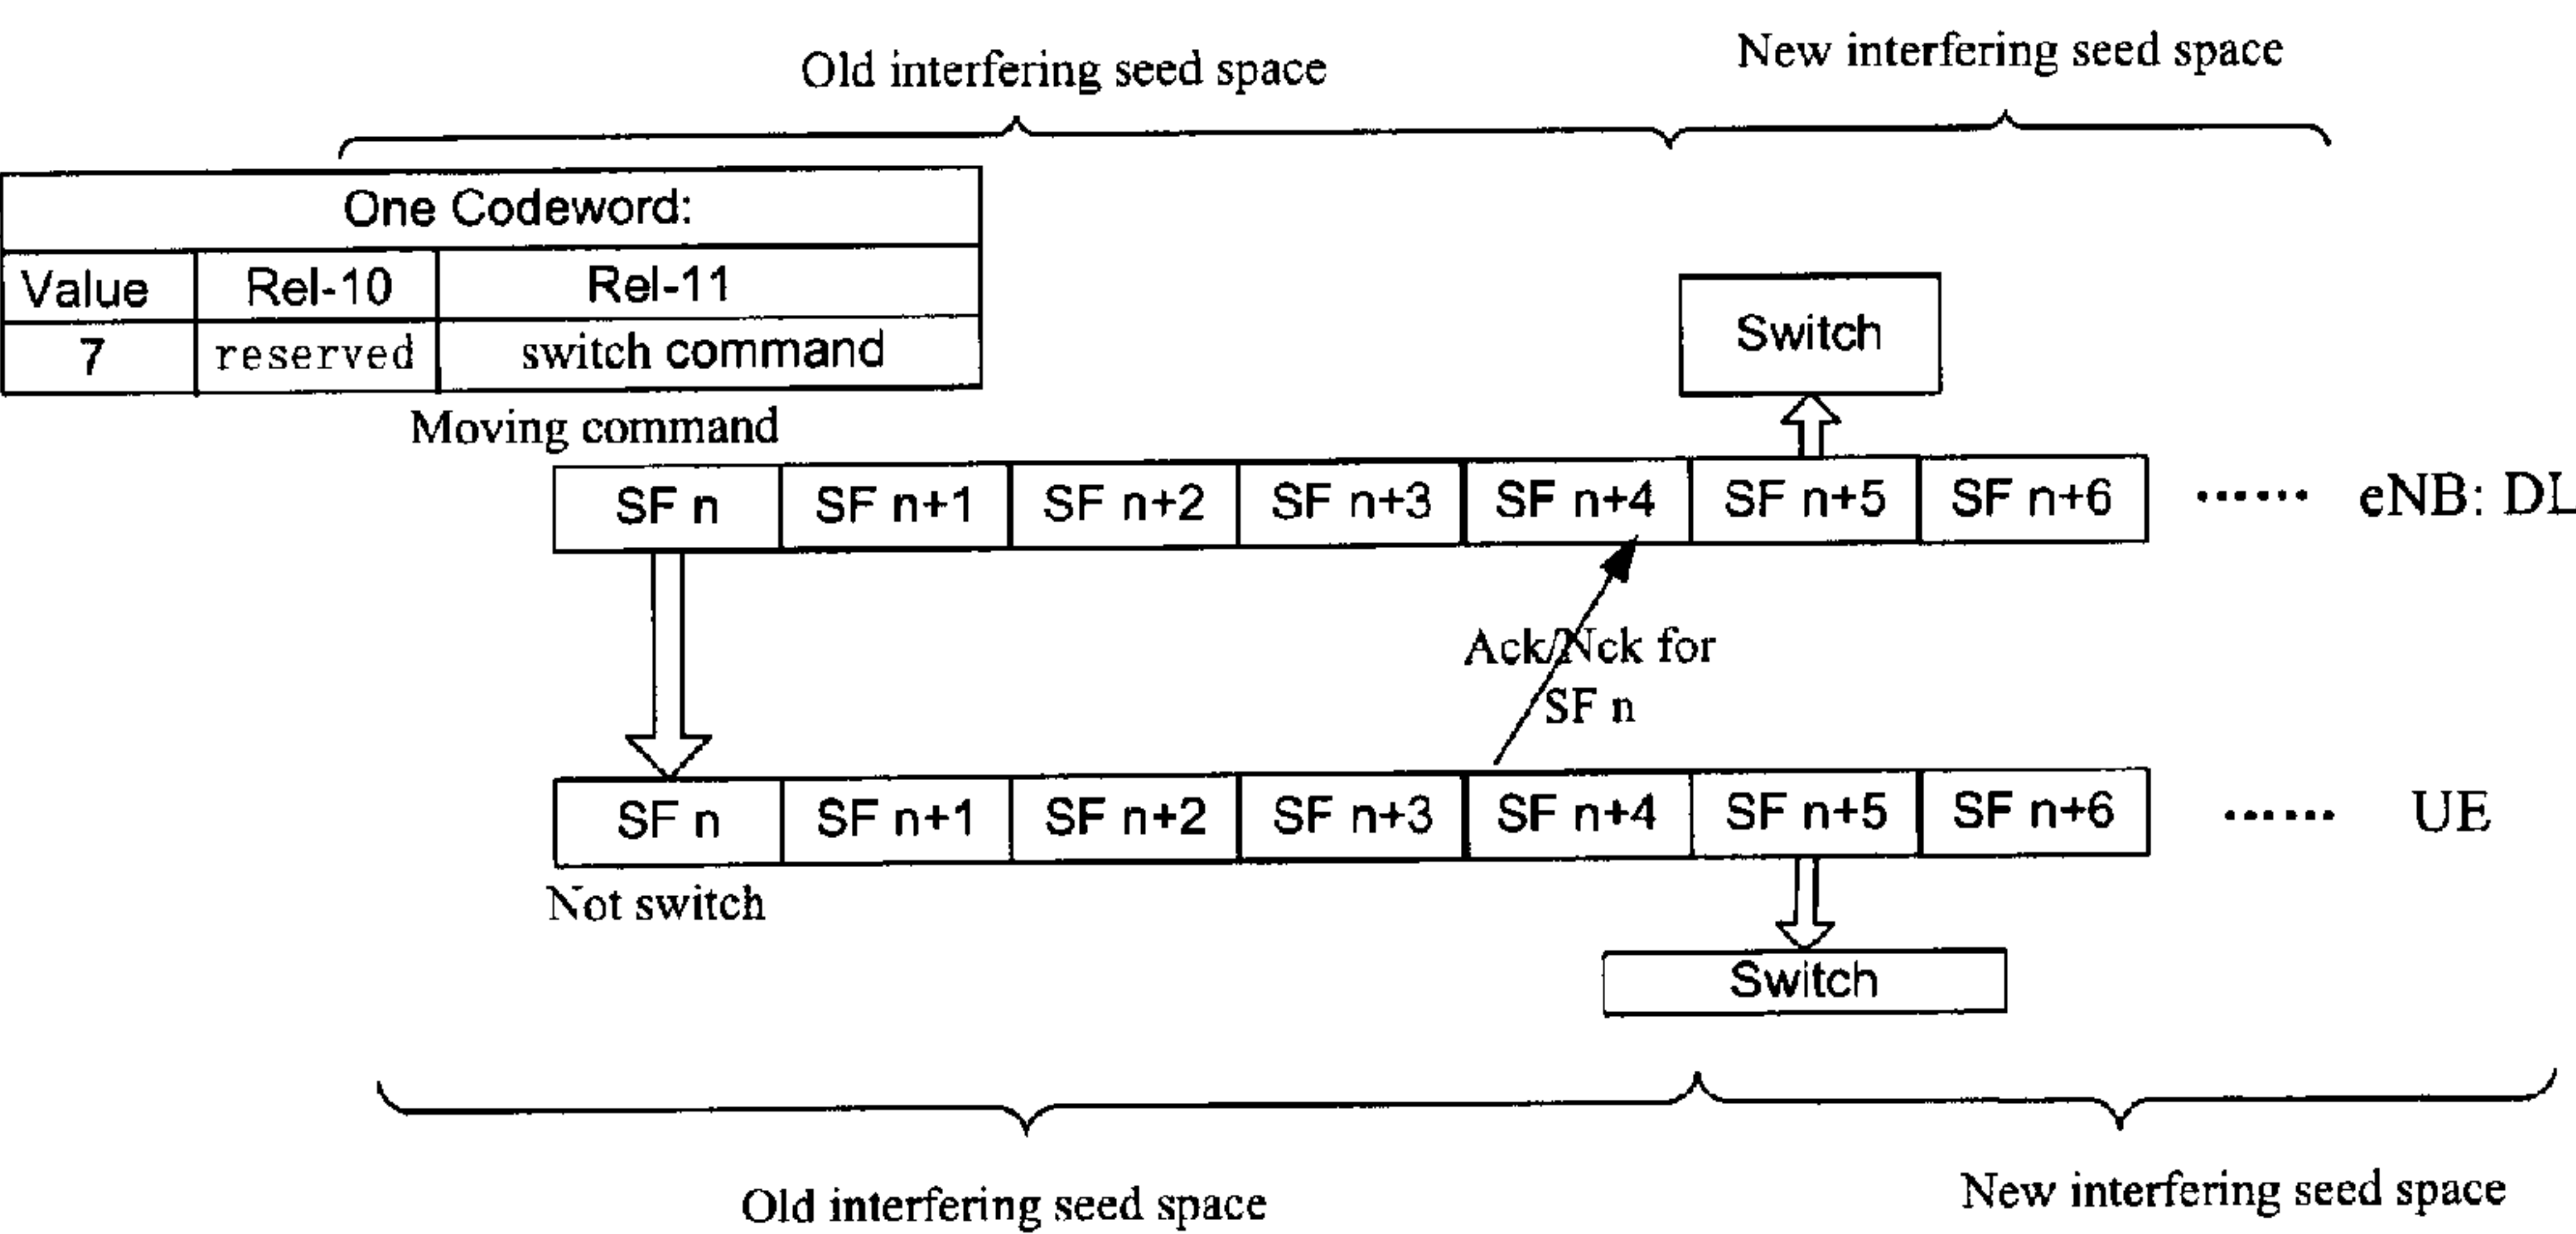 Old interfering seed space
New interfering seed space
One Codeword:
Value Rel-10 Rel-11
7 reserved switch command
Moving command
Switch
SF n SF n+1 SF n+2 SF n+3 SF n+4 SF n+5 SF n+6 ...... eNB: DL
Ack/Nck for
SF n
SF n SF n+1 SF n+2 SF n+3 SF n+4 SF n+5 SF n+6 ...... UE
Not switch
Switch
Old interfering seed space
New interfering seed space